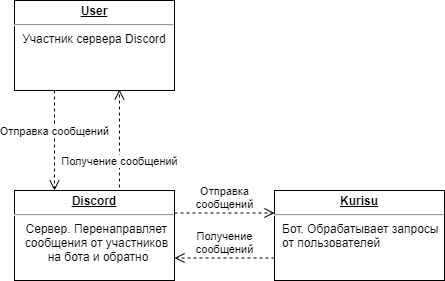 User
Участник сервера Discord
Отправка сообщений
Получение сообщений
Discord
Сервер. Перенаправляет
сообщения от участников
на бота и обратно
Отправка
сообщений
Получение
сообщений
Kurisu
Бот. Обрабатывает запросы
от пользователей